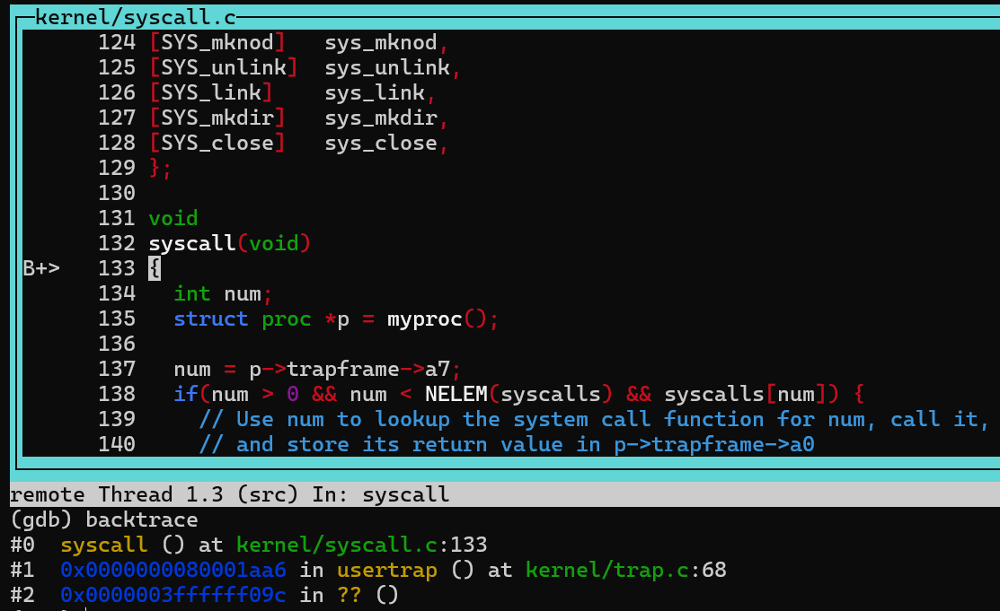 kernel/syscall.c
124 [SYS_mknod]   sys_mknod,
125 [SYS_unlink]  sys_unlink,
126 [SYS_link]    sys_link,
127 [SYS_mkdir]   sys_mkdir,
128 [SYS_close]   sys_close,
129 };
130
131 void
132 syscall(void)
B+> 133 {
134   int num;
135   struct proc *p = myproc();
136
137   num = p->trapframe->a7;
138   if(num > 0 && num < NELEM(syscalls) && syscalls[num]) {
139     // Use num to lookup the system call function for num, call it,
140     // and store its return value in p->trapframe->a0
remote Thread 1.3 (src) In: syscall
(gdb) backtrace
#0  syscall () at kernel/syscall.c:133
#1  0x0000000080001aa6 in usertrap () at kernel/trap.c:68
#2  0x0000003ffffff09c in ?? ()